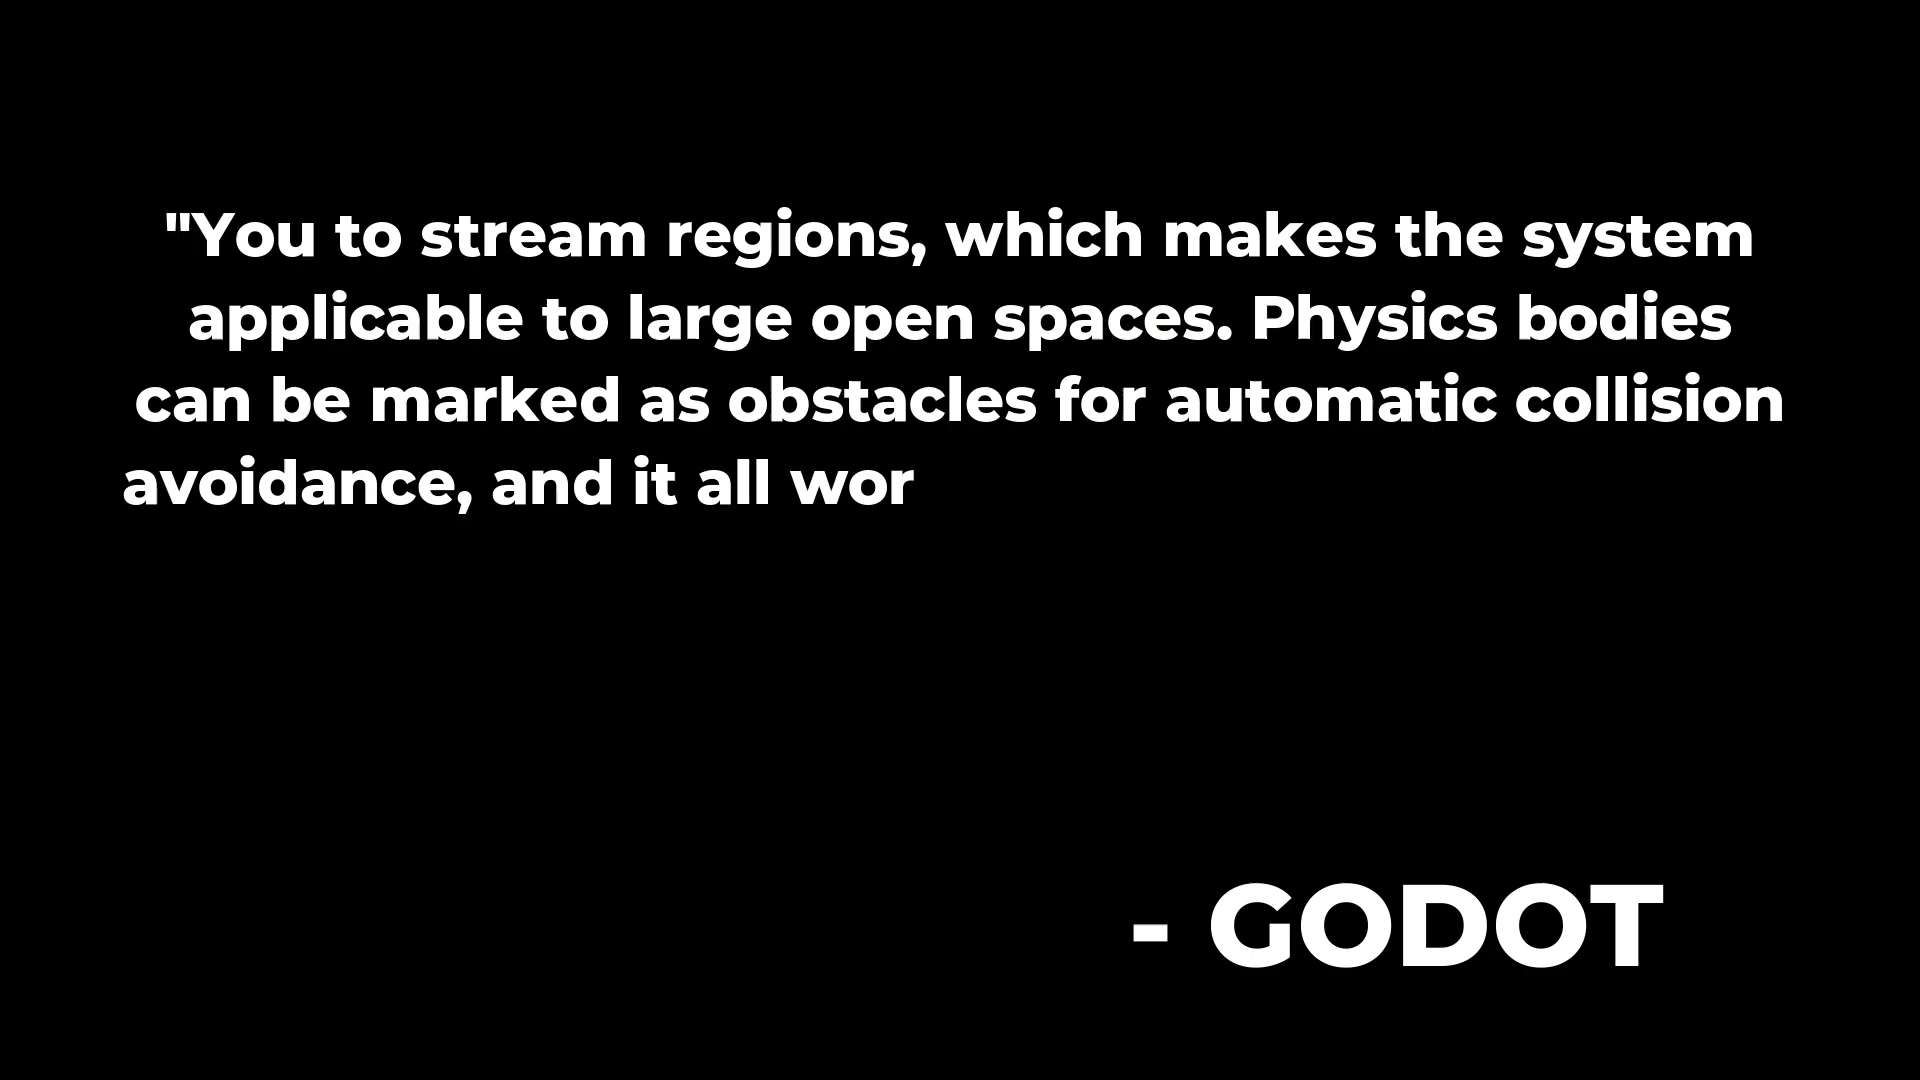 "You to stream regions, which makes the system
applicable to large open spaces. Physics bodies
can be marked as obstacles for automatic collision
avoidance, and it all wor
- GODOT